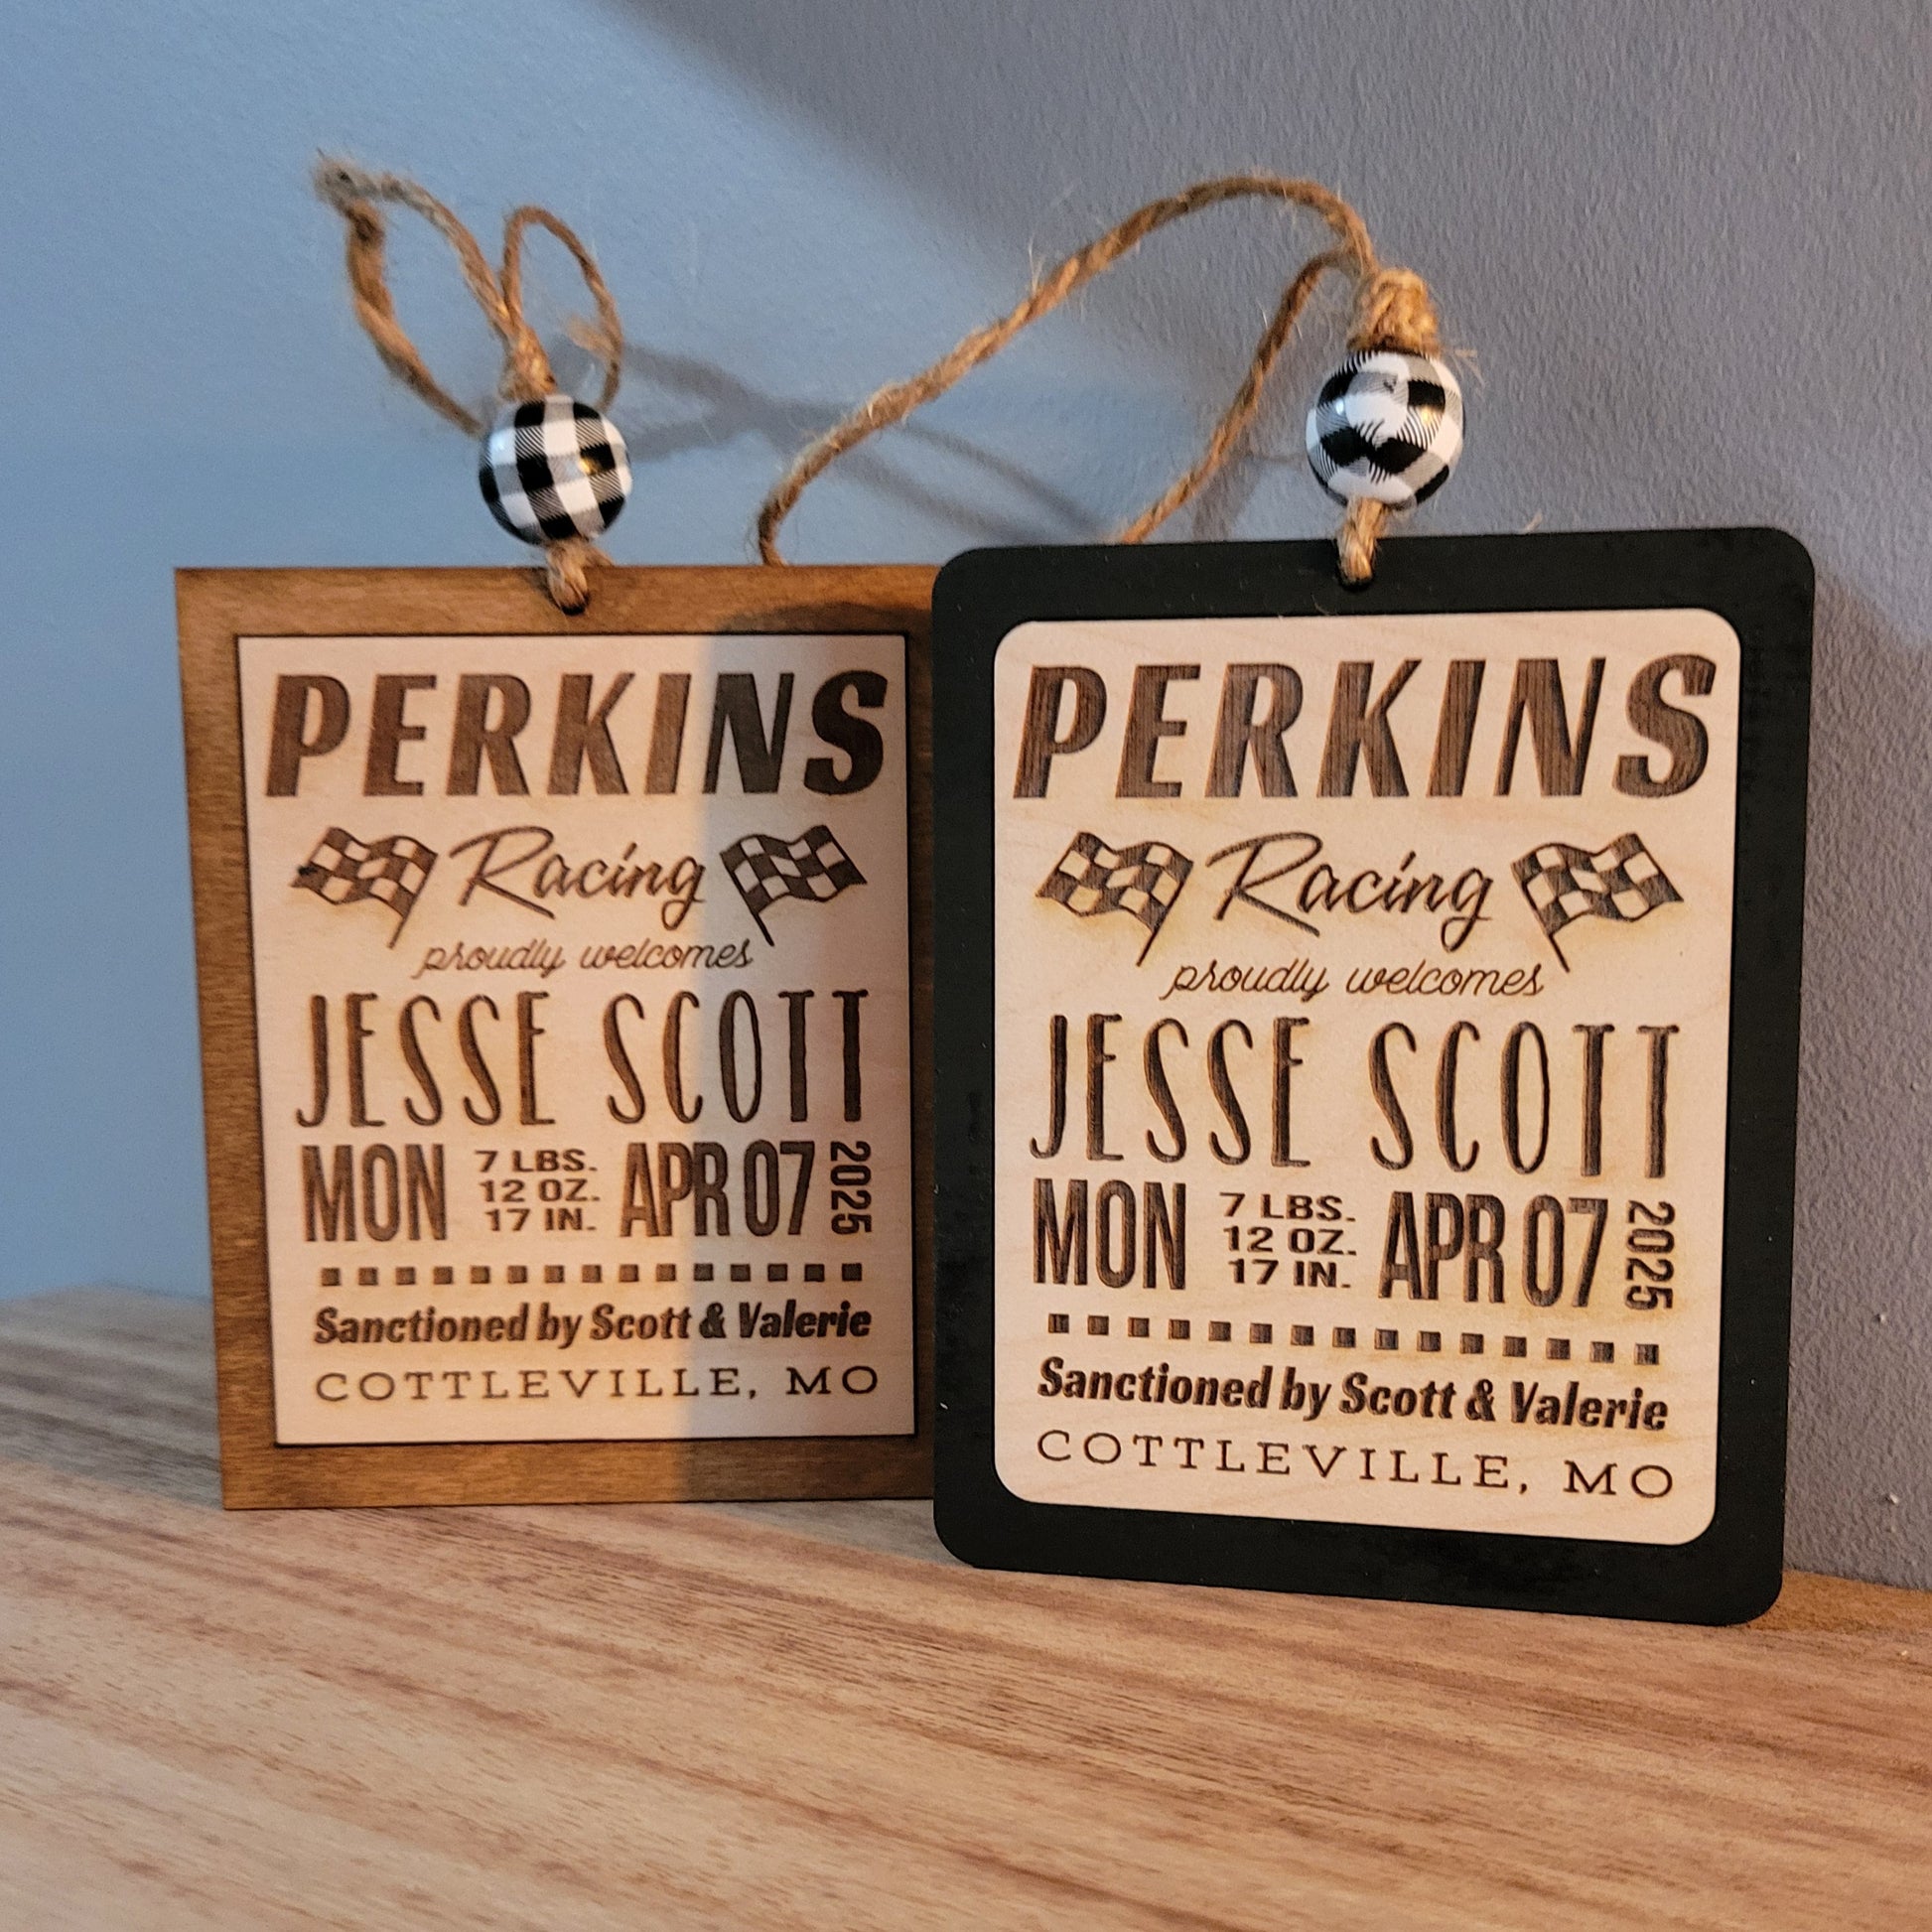 PERKINS
Racing
proudly welcomes
JESSE SCOTT
MON 7 LBS. 12 OZ. 17 IN. APR 07 2025
Sanctioned by Scott & Valerie
COTTLEVILLE, MO
PERKINS
Racing
proudly welcomes
JESSE SCOTT
MON 7 LBS. 12 OZ. 17 IN. APR 07 2025
Sanctioned by Scott & Valerie
COTTLEVILLE, MO